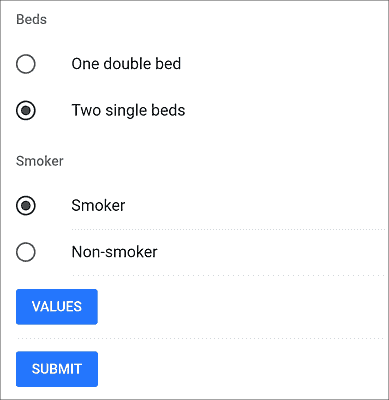 Beds
One double bed
Two single beds
Smoker
Smoker
Non-smoker
VALUES
SUBMIT